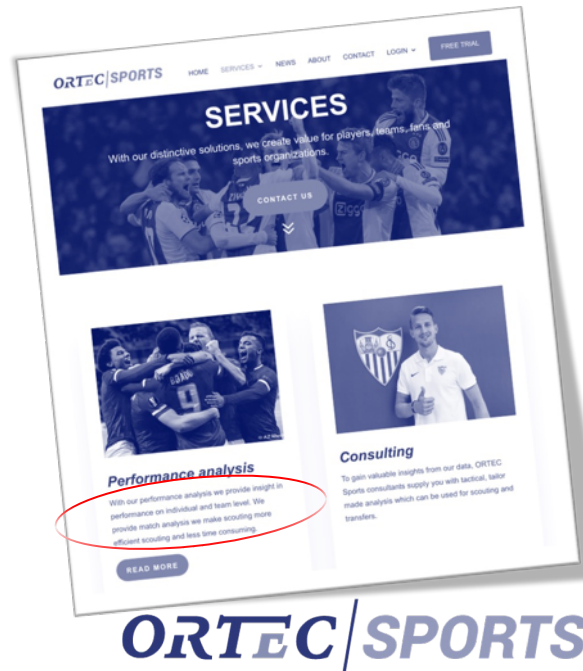 ORTEC SPORTS
HOME SERVICES NEWS ABOUT CONTACT LOGIN FREE TRIAL
SERVICES
With our distinctive solutions, we create value for players, teams, fans and
sports organizations.
CONTACT US
Performance analysis
With our performance analysis we provide insight in
performance on individual and team level. We
provide match analysis we make scouting more
efficient scouting and less time consuming.
READ MORE
Consulting
To gain valuable insights from our data, ORTEC
Sports consultants supply you with tactical, tailor
made analysis which can be used for scouting and
transfers.
ORTEC SPORTS